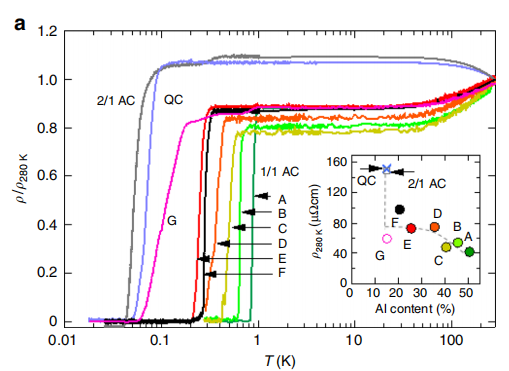 a
1.2
1.0
0.8
0.6
0.4
0.2
0
ρ/ρ280 K
2/1 AC
QC
G
1/1 AC
A
B
C
D
E
F
0.01
0.1
1
10
100
T (K)
160
120
80
40
0
ρ280 K (μΩcm)
QC
2/1 AC
F
E
D
G
C
B
A
0 10 20 30 40 50
Al content (%)